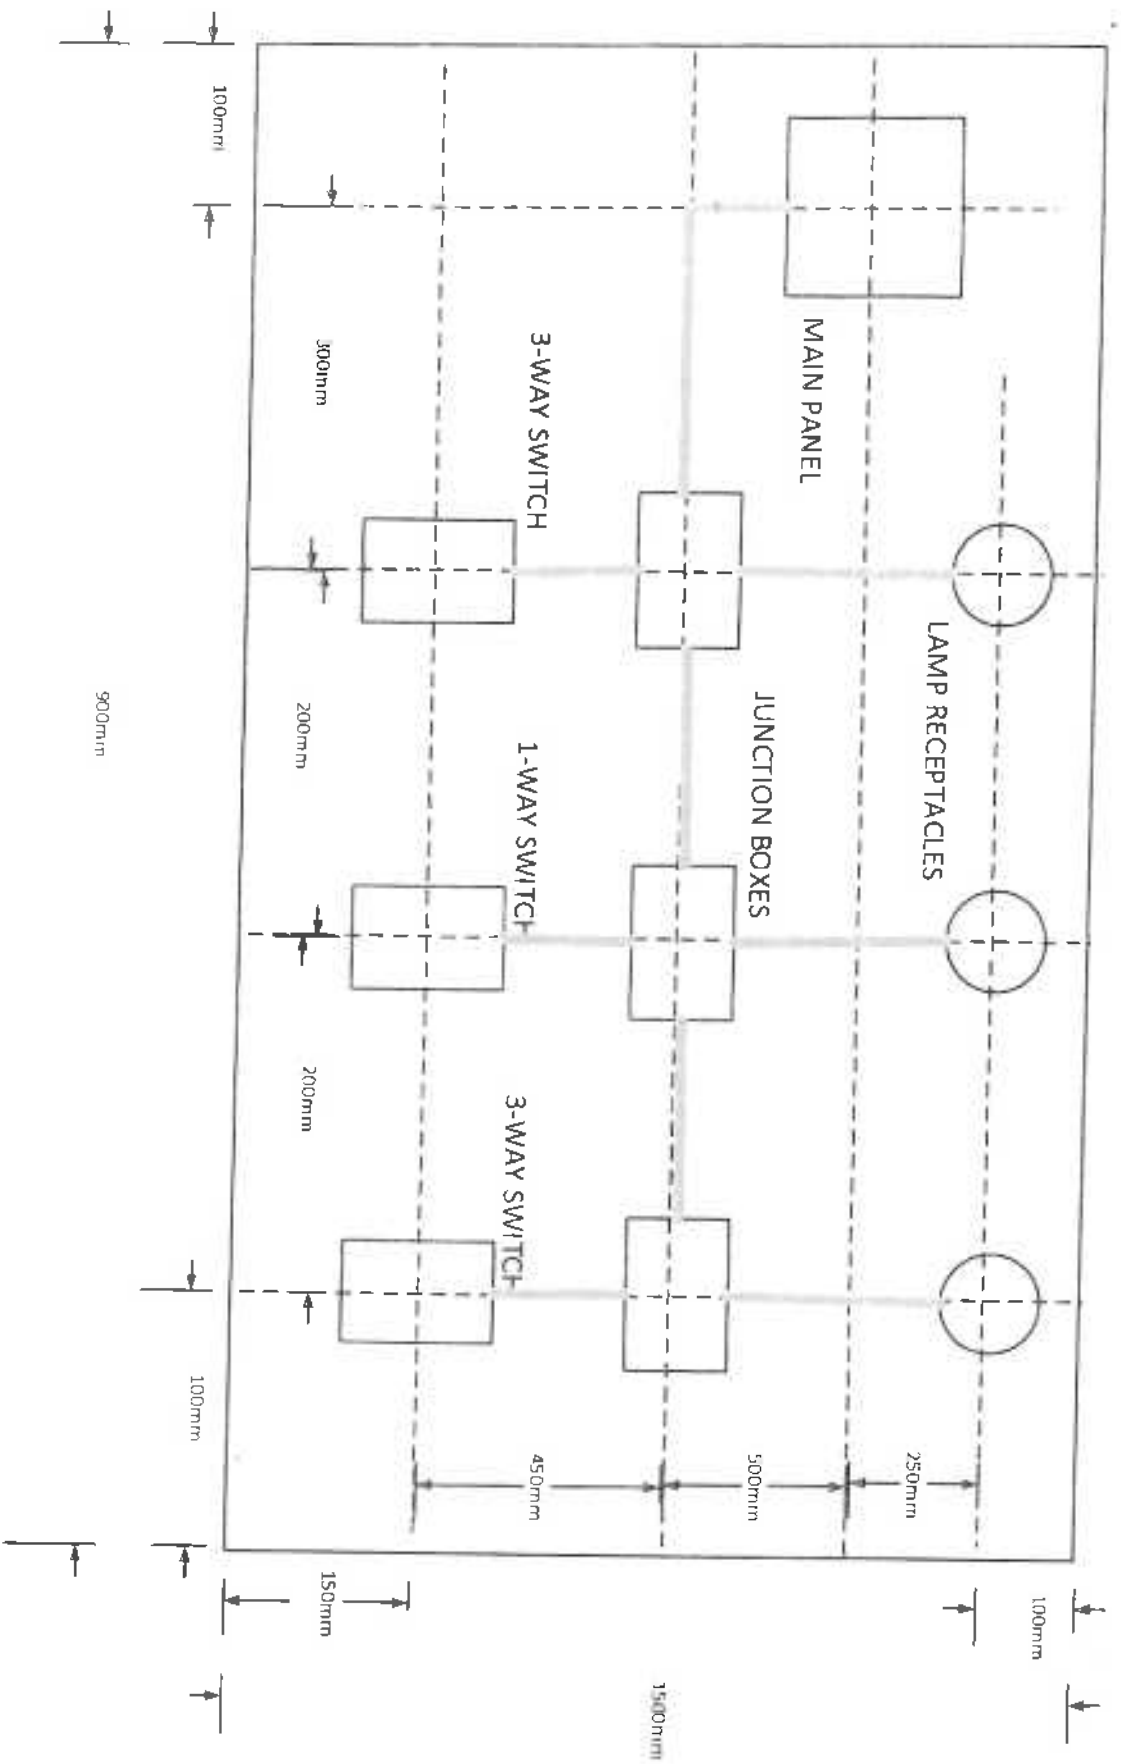 100mm
LAMP RECEPTACLES
250mm
MAIN PANEL
JUNCTION BOXES
500mm
1500mm
3-WAY SWITCH
1-WAY SWITCH
3-WAY SWITCH
450mm
150mm
300mm
200mm
200mm
100mm
100mm
900mm